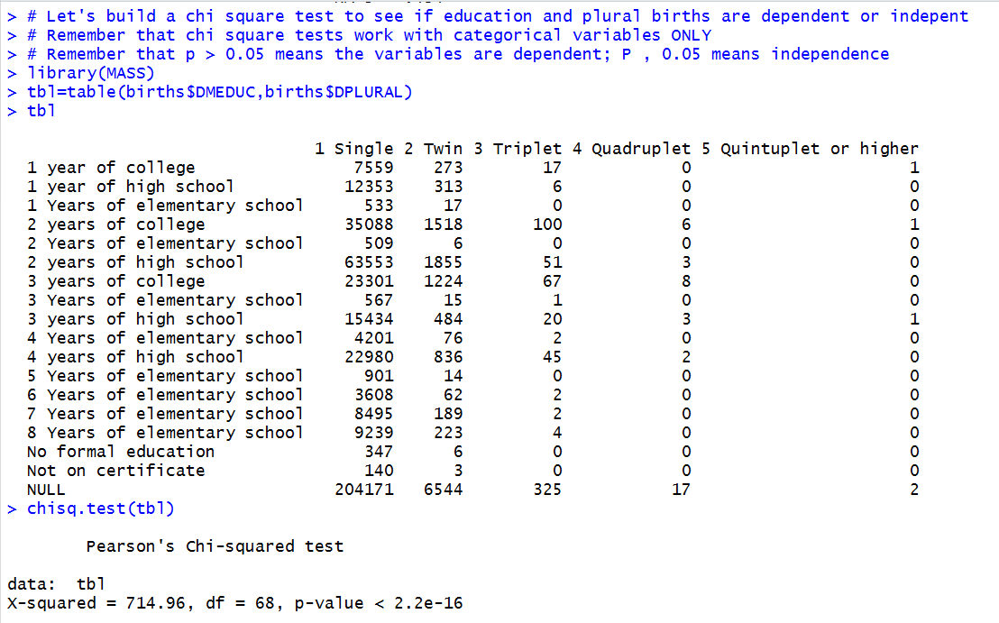 > # Let's build a chi square test to see if education and plural births are dependent or indepent
> # Remember that chi square tests work with categorical variables ONLY
> # Remember that p > 0.05 means the variables are dependent; P , 0.05 means independence
> library(MASS)
> tbl=table(births$DMEDUC,births$DPLURAL)
> tbl
1 Single 2 Twin 3 Triplet 4 Quadruplet 5 Quintuplet or higher
1 year of college 7559 273 17 0 1
1 year of high school 12353 313 6 0 0
1 Years of elementary school 533 17 0 0 0
2 years of college 35088 1518 100 6 1
2 Years of elementary school 509 6 0 0 0
2 years of high school 63553 1855 51 3 0
3 years of college 23301 1224 67 8 0
3 Years of elementary school 567 15 1 0 0
3 years of high school 15434 484 20 3 1
4 Years of elementary school 4201 76 2 0 0
4 years of high school 22980 836 45 2 0
5 Years of elementary school 901 14 0 0 0
6 Years of elementary school 3608 62 2 0 0
7 Years of elementary school 8495 189 2 0 0
8 Years of elementary school 9239 223 4 0 0
No formal education 347 6 0 0 0
Not on certificate 140 3 0 0 0
NULL 204171 6544 325 17 2
> chisq.test(tbl)
Pearson's Chi-squared test
data: tbl
X-squared = 714.96, df = 68, p-value < 2.2e-16